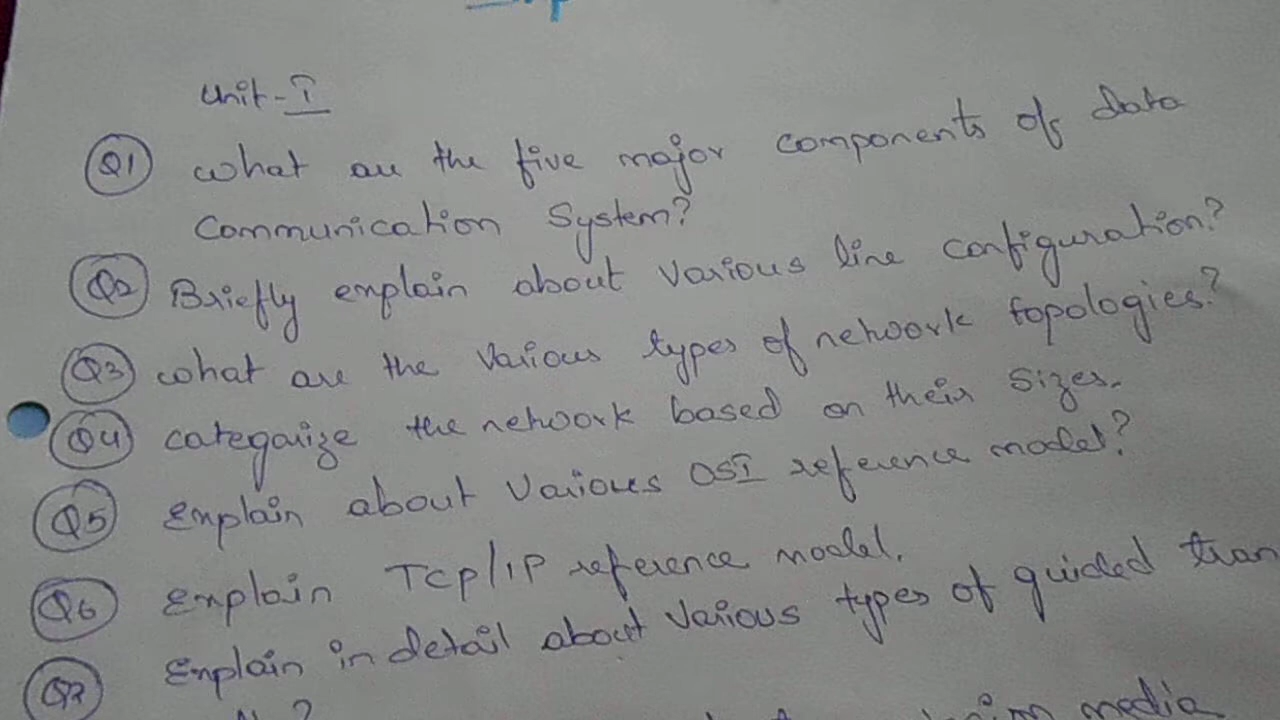 Unit-I
Q1 What are the five major components of data
Communication System?
Q2 Briefly explain about various line configuration?
Q3 What are the various types of network topologies?
Q4 categorize the network based on their sizes.
Q5 Explain about various OSI reference model?
Q6 Explain TCP/IP reference model.
Q7 Explain in detail about various types of guided tran
media